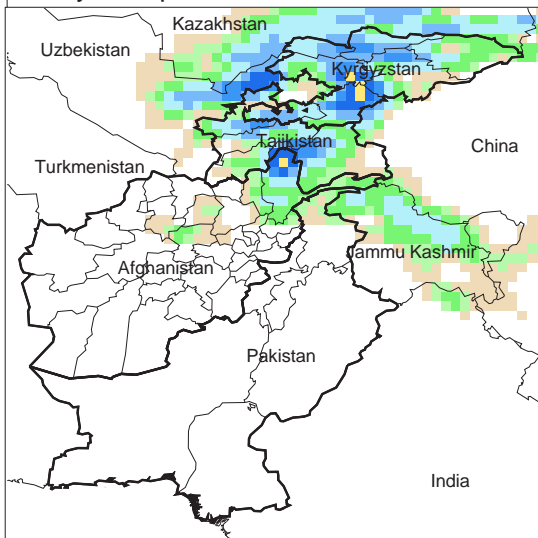 Kazakhstan
Uzbekistan
Kyrgyzstan
Tajikistan
China
Turkmenistan
Jammu Kashmir
Afghanistan
Pakistan
India